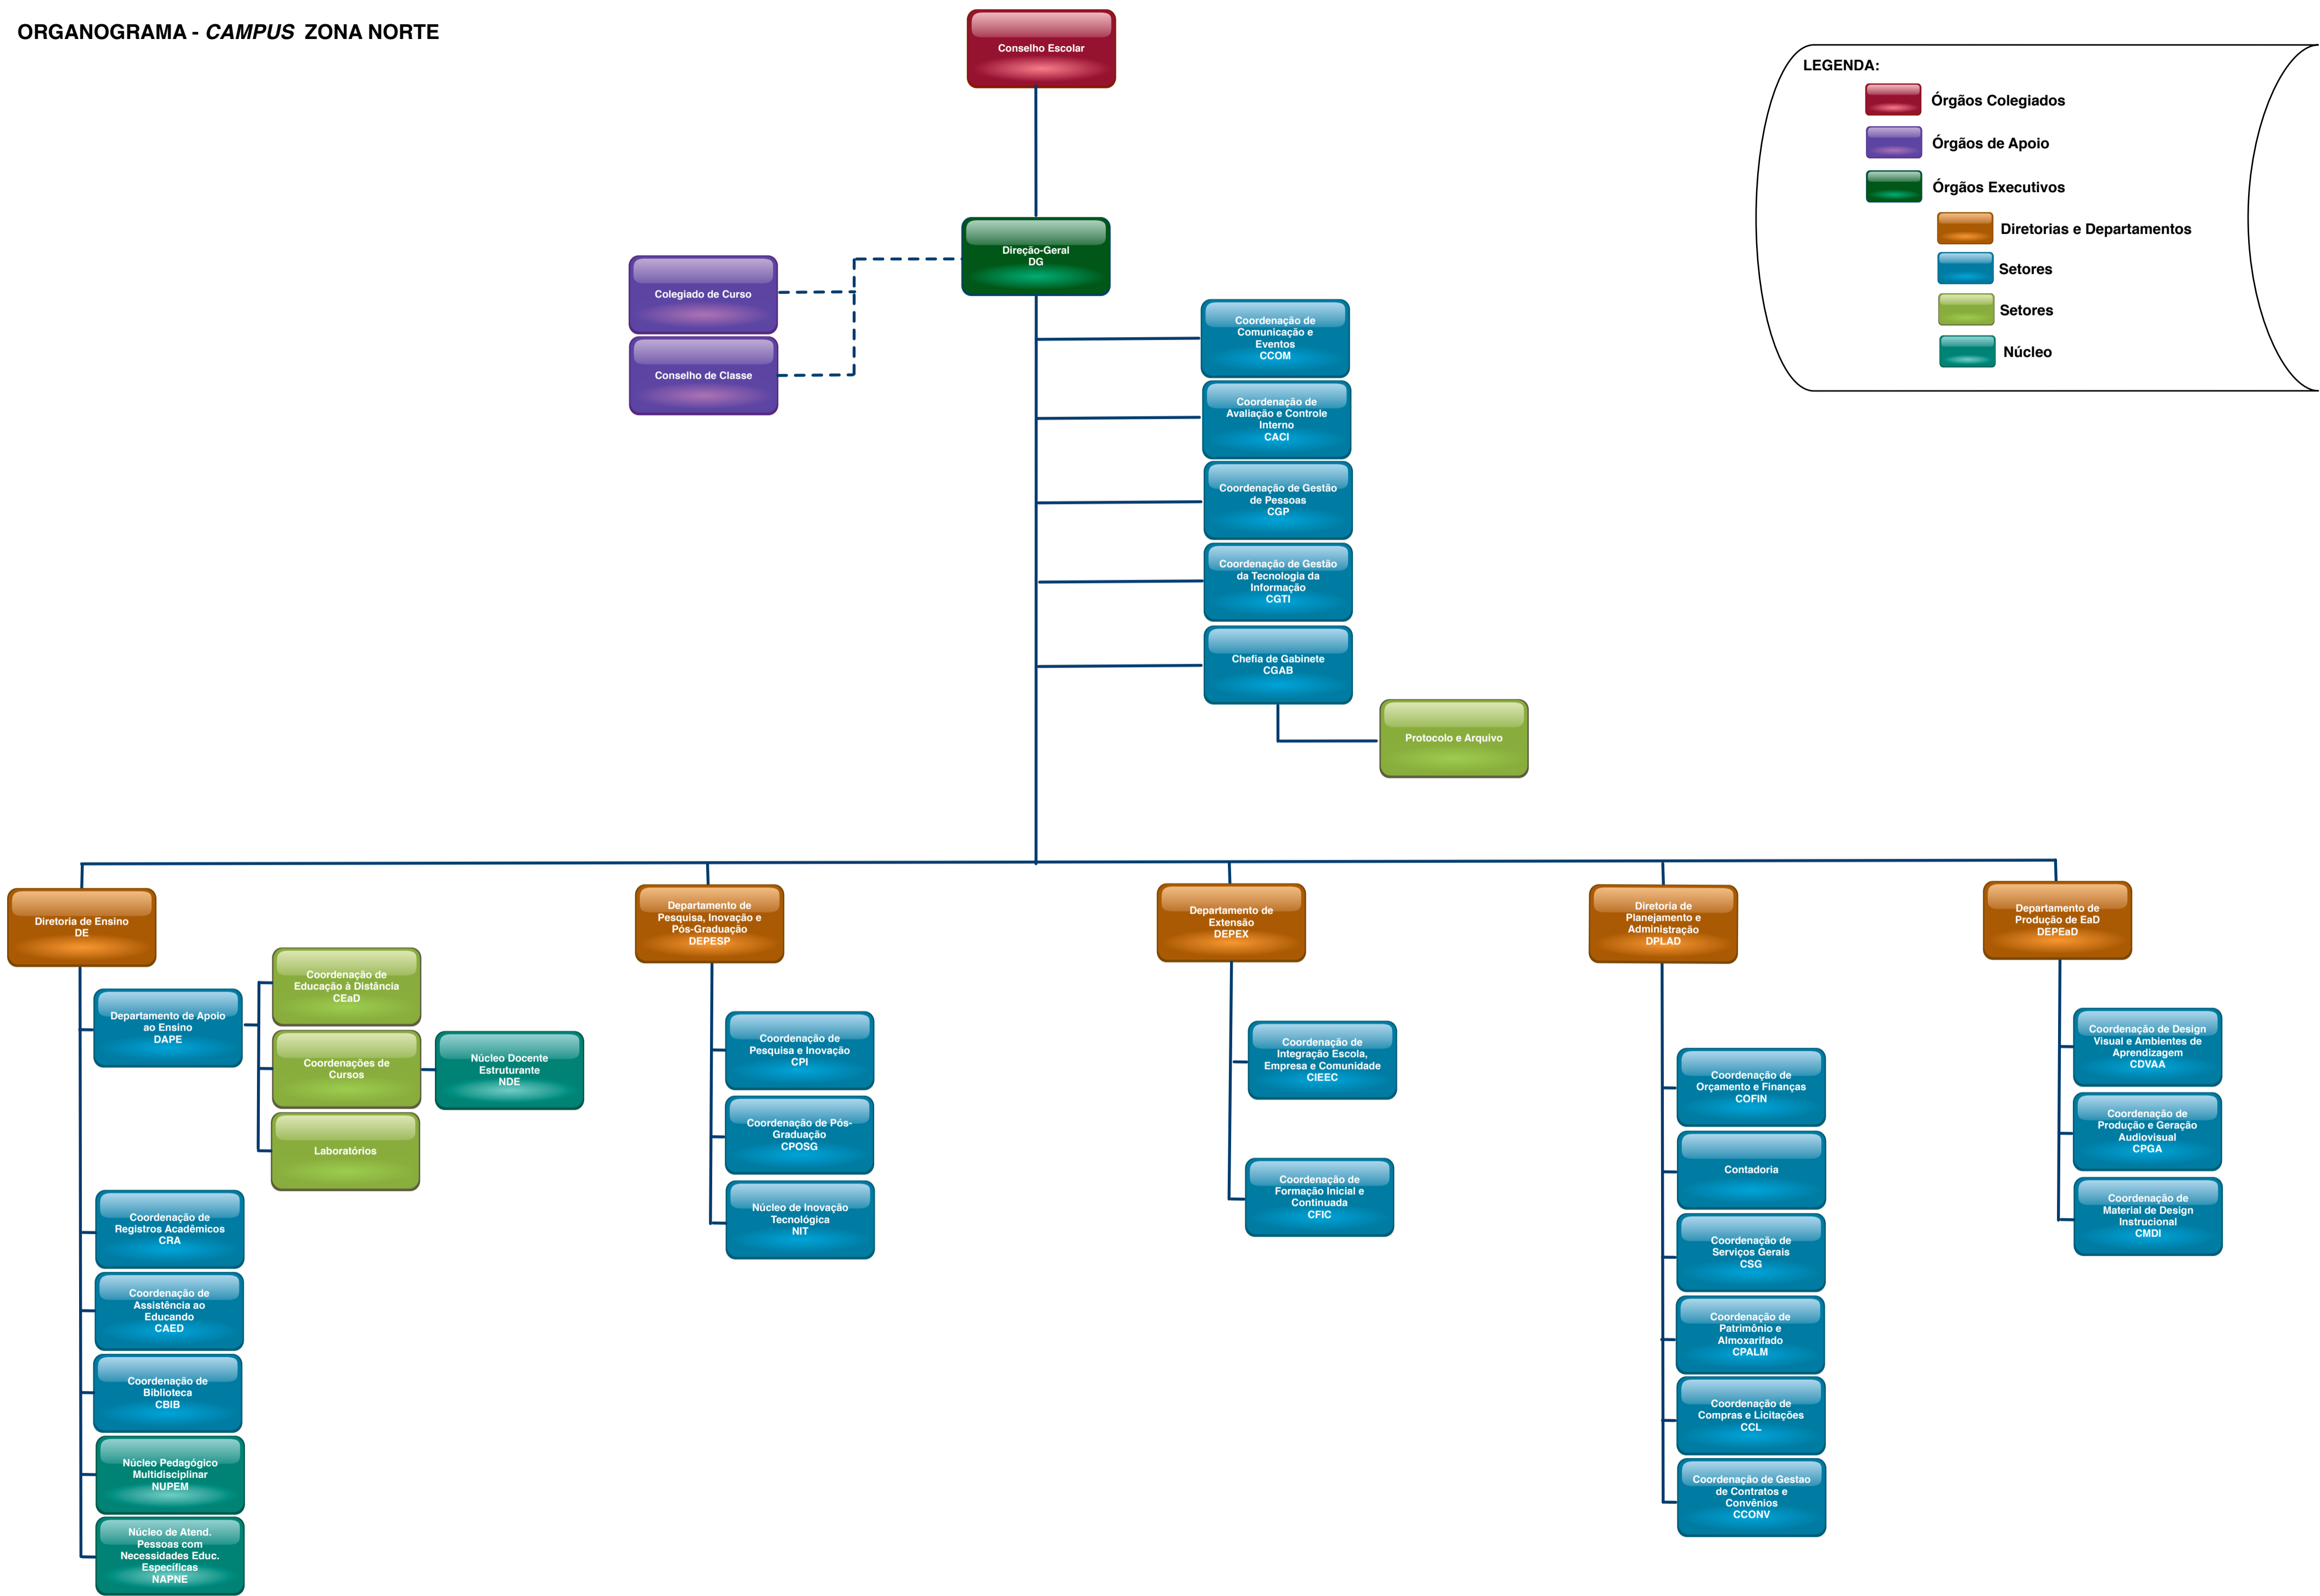 ORGANOGRAMA - CAMPUS ZONA NORTE
Conselho Escolar
LEGENDA:
Órgãos Colegiados
Órgãos de Apoio
Órgãos Executivos
Diretorias e Departamentos
Setores
Setores
Núcleo
Direção-Geral
DG
Colegiado de Curso
Conselho de Classe
Coordenação de
Comunicação e
Eventos
CCOM
Coordenação de
Avaliação e Controle
Interno
CACI
Coordenação de Gestão
de Pessoas
CGP
Coordenação de Gestão
da Tecnologia da
Informação
CGTI
Chefia de Gabinete
CGAB
Protocolo e Arquivo
Diretoria de Ensino
DE
Departamento de Apoio
ao Ensino
DAPE
Coordenação de
Educação à Distância
CEaD
Coordenações de
Cursos
Núcleo Docente
Estruturante
NDE
Laboratórios
Coordenação de
Registros Acadêmicos
CRA
Coordenação de
Assistência ao
Educando
CAED
Coordenação de
Biblioteca
CBIB
Núcleo Pedagógico
Multidisciplinar
NUPEM
Núcleo de Atend.
Pessoas com
Necessidades Educ.
Específicas
NAPNE
Departamento de
Pesquisa, Inovação e
Pós-Graduação
DEPESP
Coordenação de
Pesquisa e Inovação
CPI
Coordenação de Pós-
Graduação
CPOSG
Núcleo de Inovação
Tecnológica
NIT
Departamento de
Extensão
DEPEX
Coordenação de
Integração Escola,
Empresa e Comunidade
CIEEC
Coordenação de
Formação Inicial e
Continuada
CFIC
Diretoria de
Planejamento e
Administração
DPLAD
Coordenação de
Orçamento e Finanças
COFIN
Contadoria
Coordenação de
Serviços Gerais
CSG
Coordenação de
Patrimônio e
Almoxarifado
CPALM
Coordenação de
Compras e Licitações
CCL
Coordenação de Gestao
de Contratos e
Convênios
CCONV
Departamento de
Produção de EaD
DEPEaD
Coordenação de Design
Visual e Ambientes de
Aprendizagem
CDVAA
Coordenação de
Produção e Geração
Audiovisual
CPGA
Coordenação de
Material de Design
Instrucional
CMDI